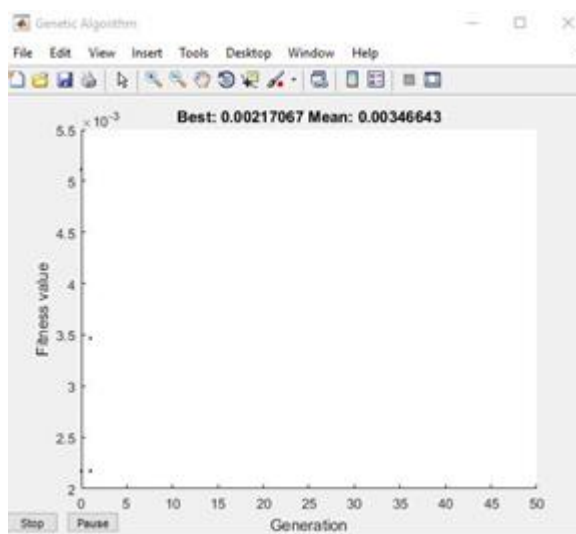 Genetic Algorithm
File Edit View Insert Tools Desktop Window Help
×10-3
Best: 0.00217067 Mean: 0.00346643
5.5
5
4.5
4
3.5
3
2.5
2
Fitness value
0 5 10 15 20 25 30 35 40 45 50
Generation
Stop Pause